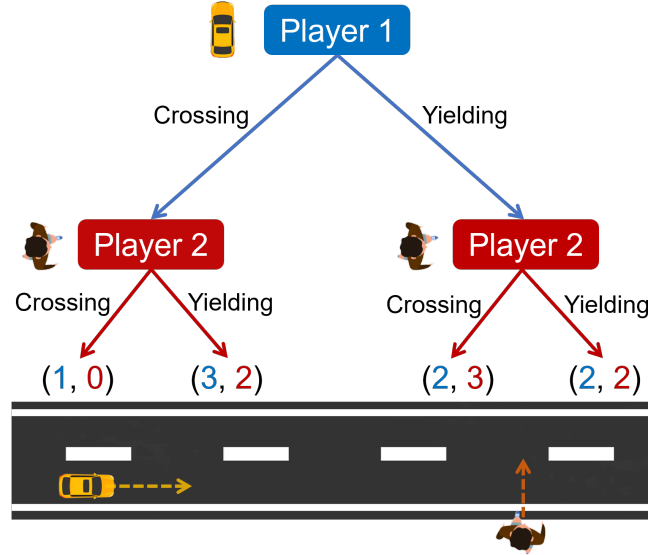 Player 1
Crossing Yielding
Player 2 Player 2
Crossing Yielding Crossing Yielding
(1, 0) (3, 2) (2, 3) (2, 2)